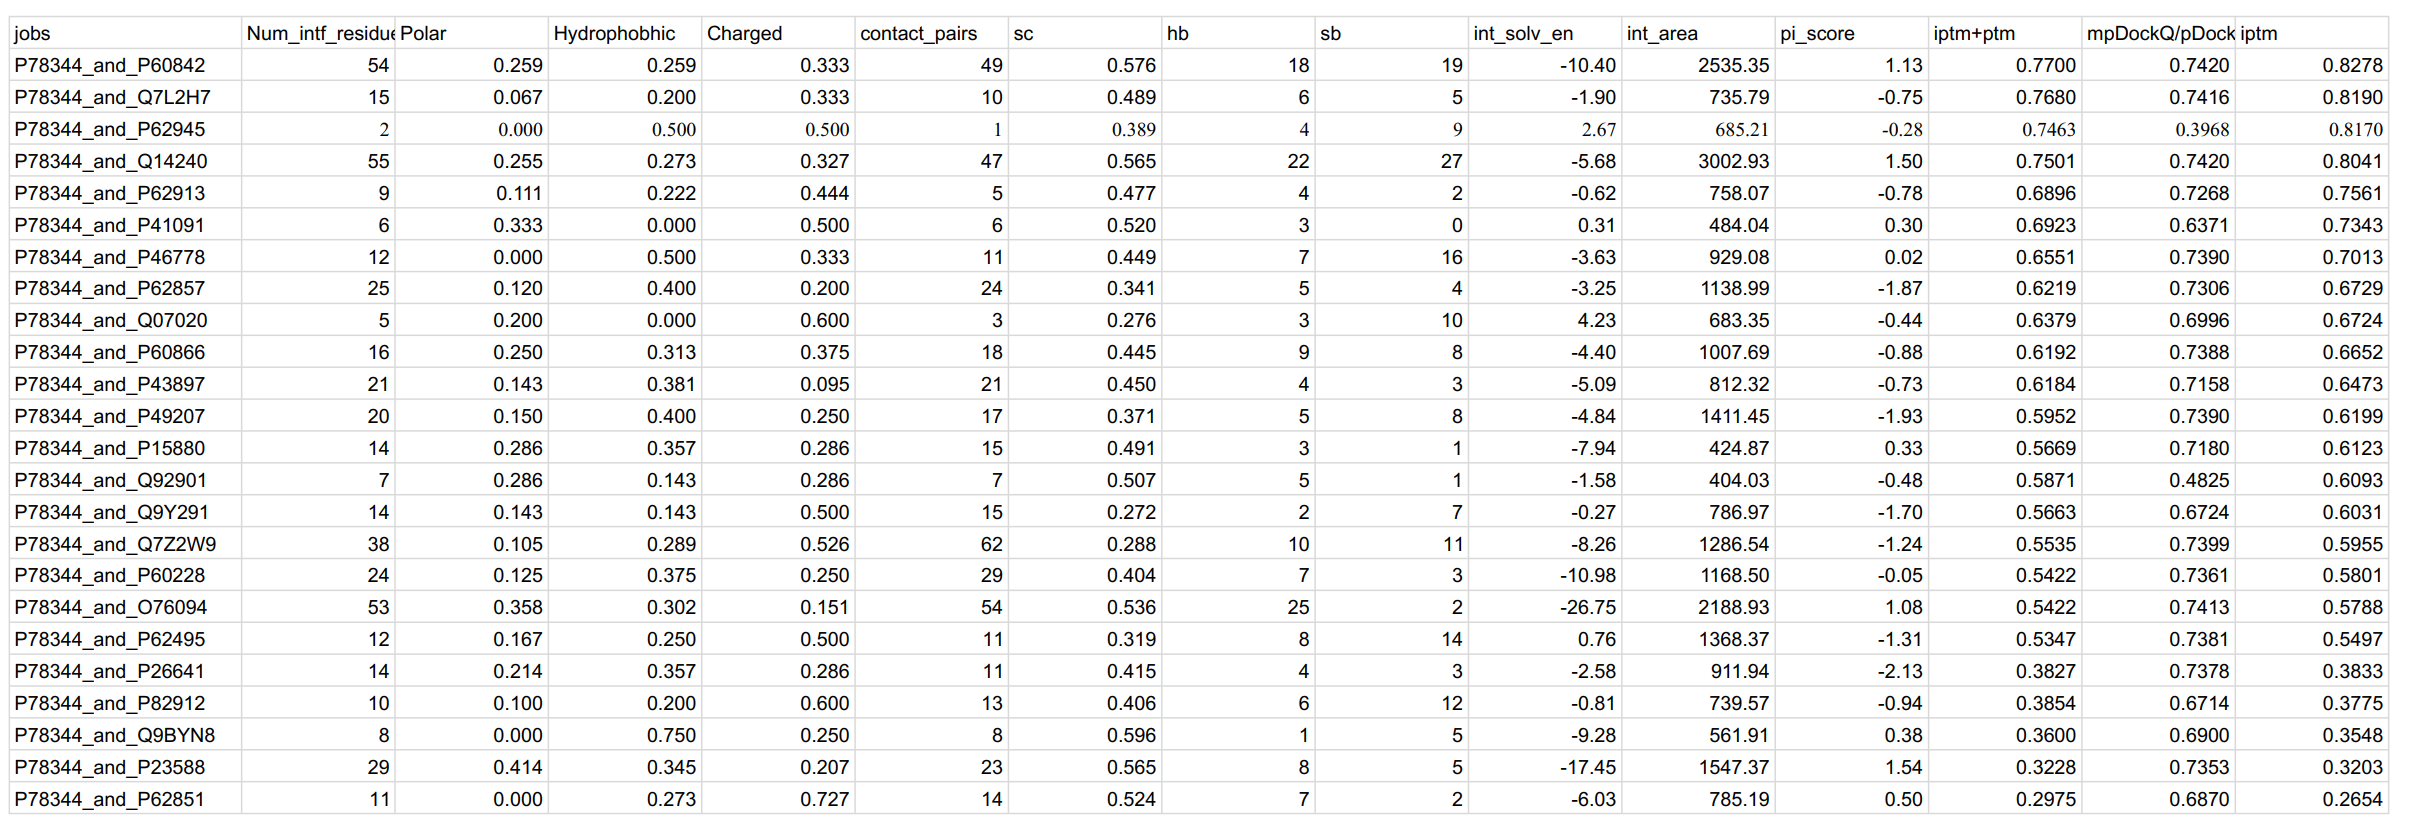 jobs Num_intf_residue Polar Hydrophobhic Charged contact_pairs sc hb sb int_solv_en int_area pi_score iptm+ptm mpDockQ/pDock iptm
P78344_and_P60842 54 0.259 0.259 0.333 49 0.576 18 19 -10.40 2535.35 1.13 0.7700 0.7420 0.8278
P78344_and_Q7L2H7 15 0.067 0.200 0.333 10 0.489 6 5 -1.90 735.79 -0.75 0.7680 0.7416 0.8190
P78344_and_P62945 2 0.000 0.500 0.500 1 0.389 4 9 2.67 685.21 -0.28 0.7463 0.3968 0.8170
P78344_and_Q14240 55 0.255 0.273 0.327 47 0.565 22 27 -5.68 3002.93 1.50 0.7501 0.7420 0.8041
P78344_and_P62913 9 0.111 0.222 0.444 5 0.477 4 2 -0.62 758.07 -0.78 0.6896 0.7268 0.7561
P78344_and_P41091 6 0.333 0.000 0.500 6 0.520 3 0 0.31 484.04 0.30 0.6923 0.6371 0.7343
P78344_and_P46778 12 0.000 0.500 0.333 11 0.449 7 16 -3.63 929.08 0.02 0.6551 0.7390 0.7013
P78344_and_P62857 25 0.120 0.400 0.200 24 0.341 5 4 -3.25 1138.99 -1.87 0.6219 0.7306 0.6729
P78344_and_Q07020 5 0.200 0.000 0.600 3 0.276 3 10 4.23 683.35 -0.44 0.6379 0.6996 0.6724
P78344_and_P60866 16 0.250 0.313 0.375 18 0.445 9 8 -4.40 1007.69 -0.88 0.6192 0.7388 0.6652
P78344_and_P43897 21 0.143 0.381 0.095 21 0.450 4 3 -5.09 812.32 -0.73 0.6184 0.7158 0.6473
P78344_and_P49207 20 0.150 0.400 0.250 17 0.371 5 8 -4.84 1411.45 -1.93 0.5952 0.7390 0.6199
P78344_and_P15880 14 0.286 0.357 0.286 15 0.491 3 1 -7.94 424.87 0.33 0.5669 0.7180 0.6123
P78344_and_Q92901 7 0.286 0.143 0.286 7 0.507 5 1 -1.58 404.03 -0.48 0.5871 0.4825 0.6093
P78344_and_Q9Y291 14 0.143 0.143 0.500 15 0.272 2 7 -0.27 786.97 -1.70 0.5663 0.6724 0.6031
P78344_and_Q7Z2W9 38 0.105 0.289 0.526 62 0.288 10 11 -8.26 1286.54 -1.24 0.5535 0.7399 0.5955
P78344_and_P60228 24 0.125 0.375 0.250 29 0.404 7 3 -10.98 1168.50 -0.05 0.5422 0.7361 0.5801
P78344_and_O76094 53 0.358 0.302 0.151 54 0.536 25 2 -26.75 2188.93 1.08 0.5422 0.7413 0.5788
P78344_and_P62495 12 0.167 0.250 0.500 11 0.319 8 14 0.76 1368.37 -1.31 0.5347 0.7381 0.5497
P78344_and_P26641 14 0.214 0.357 0.286 11 0.415 4 3 -2.58 911.94 -2.13 0.3827 0.7378 0.3833
P78344_and_P82912 10 0.100 0.200 0.600 13 0.406 6 12 -0.81 739.57 -0.94 0.3854 0.6714 0.3775
P78344_and_Q9BYN8 8 0.000 0.750 0.250 8 0.596 1 5 -9.28 561.91 0.38 0.3600 0.6900 0.3548
P78344_and_P23588 29 0.414 0.345 0.207 23 0.565 8 5 -17.45 1547.37 1.54 0.3228 0.7353 0.3203
P78344_and_P62851 11 0.000 0.273 0.727 14 0.524 7 2 -6.03 785.19 0.50 0.2975 0.6870 0.2654